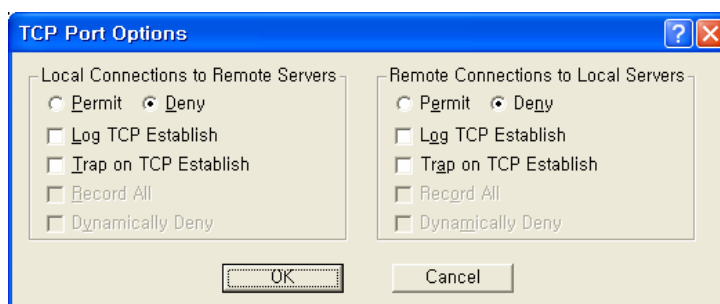 TCP Port Options
Local Connections to Remote Servers
Permit Deny
Log TCP Establish
Trap on TCP Establish
Record All
Dynamically Deny
Remote Connections to Local Servers
Permit Deny
Log TCP Establish
Trap on TCP Establish
Record All
Dynamically Deny
OK Cancel